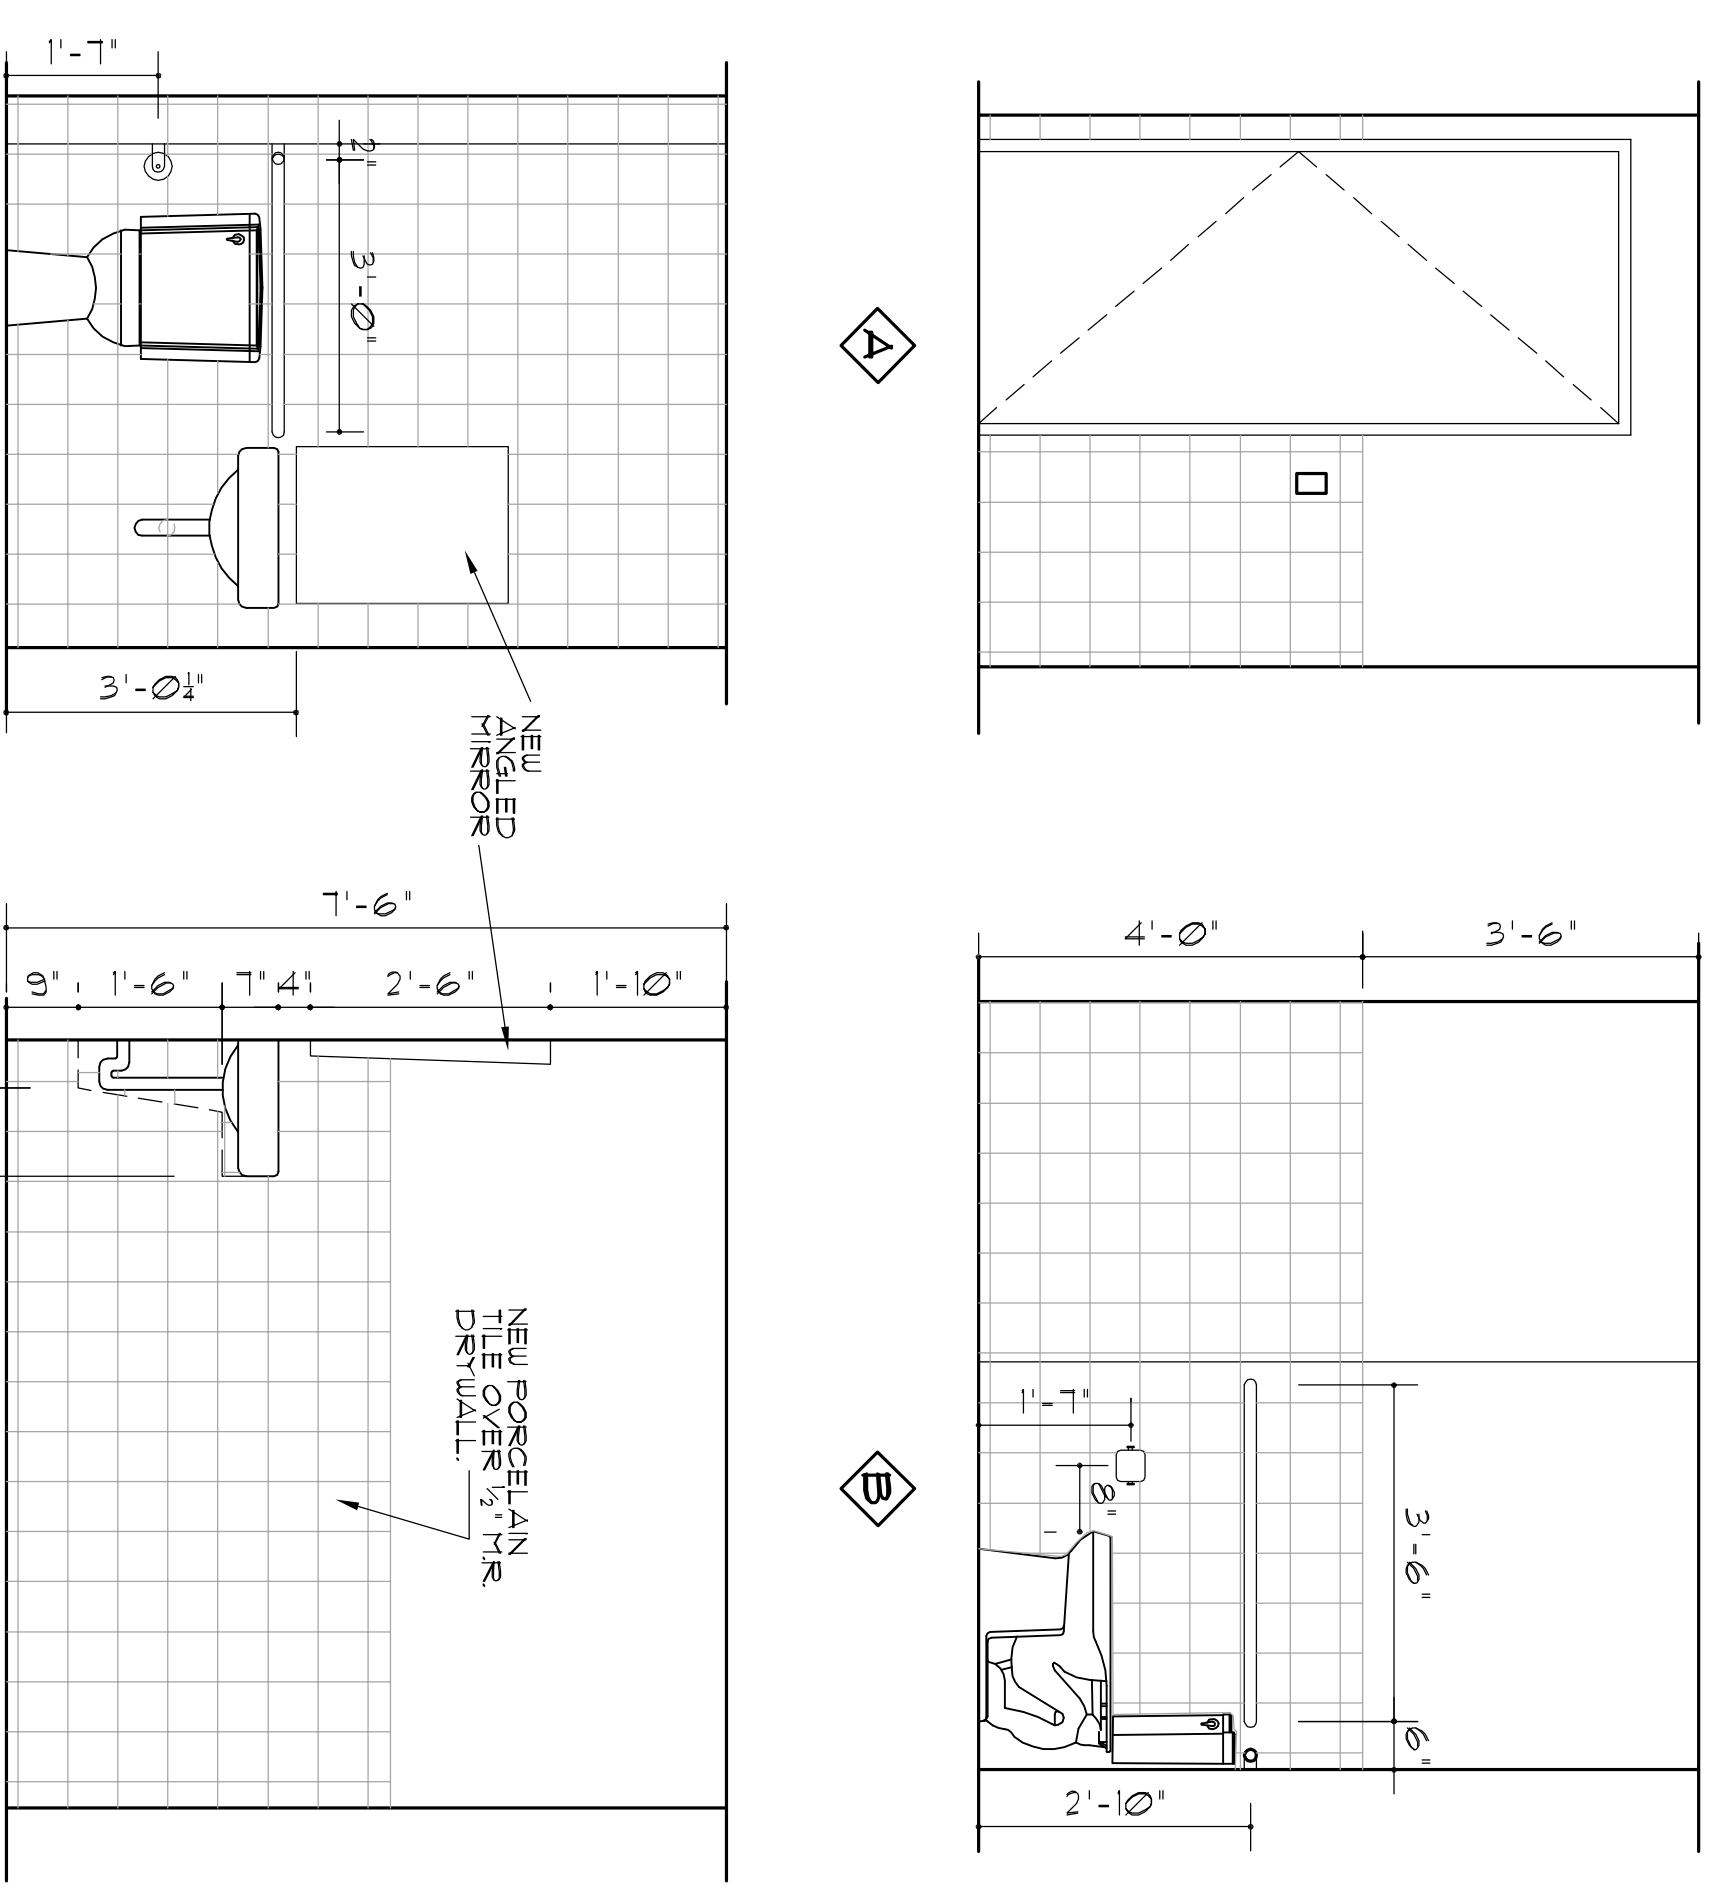 1'-7"
2"
3'-0"
3'-0¼"
NEW
ANGLED
MIRROR
A
7'-6"
9"
1'-6"
7"
4"
2'-6"
1'-10"
NEW PORCELAIN
TILE OVER ½" M.R.
DRYWALL.
4'-0"
3'-6"
1'-7"
8"
3'-6"
6"
2'-10"
B